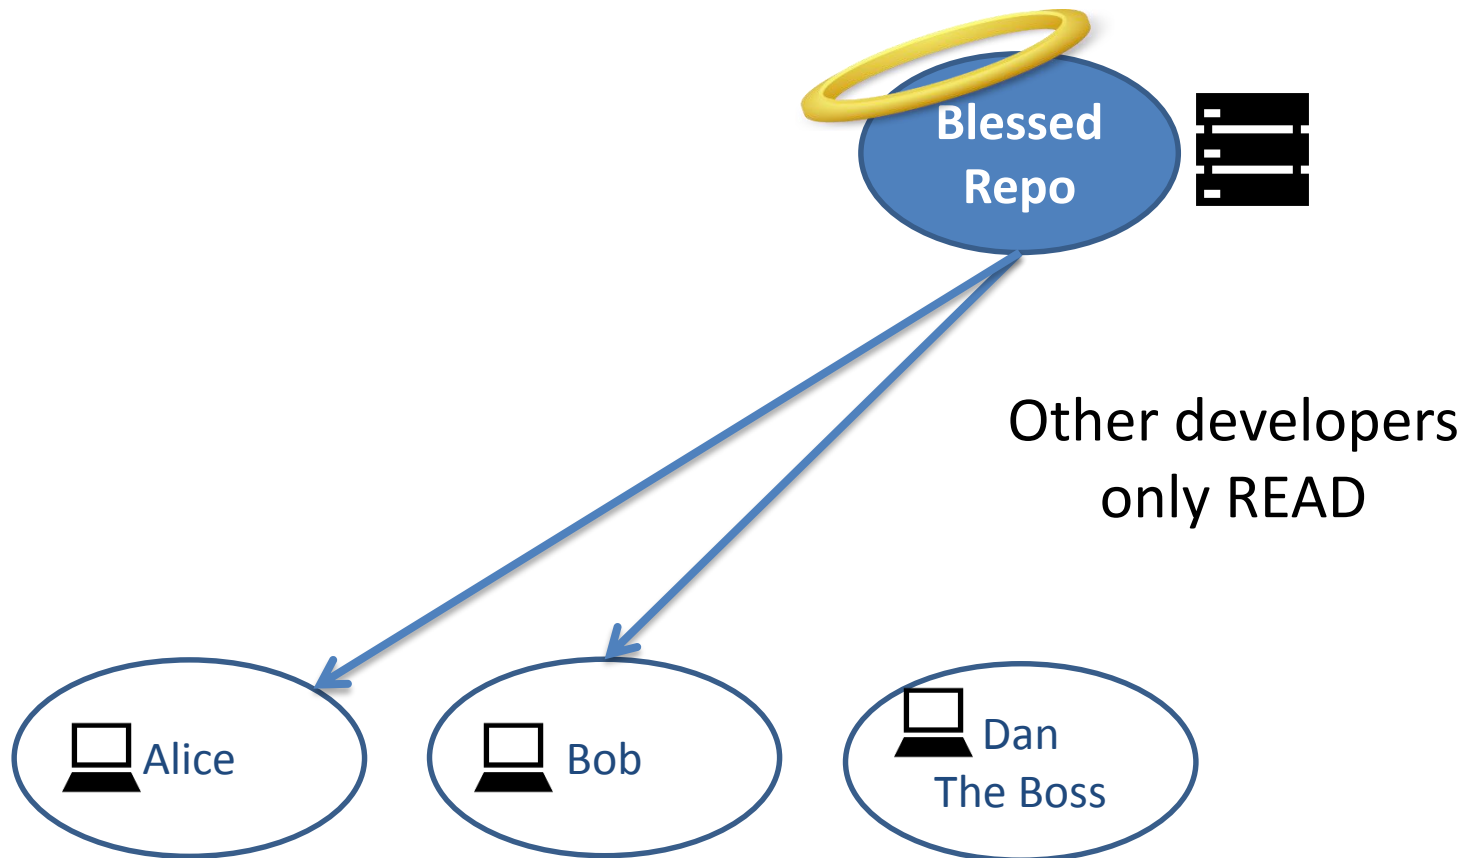 Blessed
Repo
Other developers
only READ
Alice
Bob
Dan
The Boss